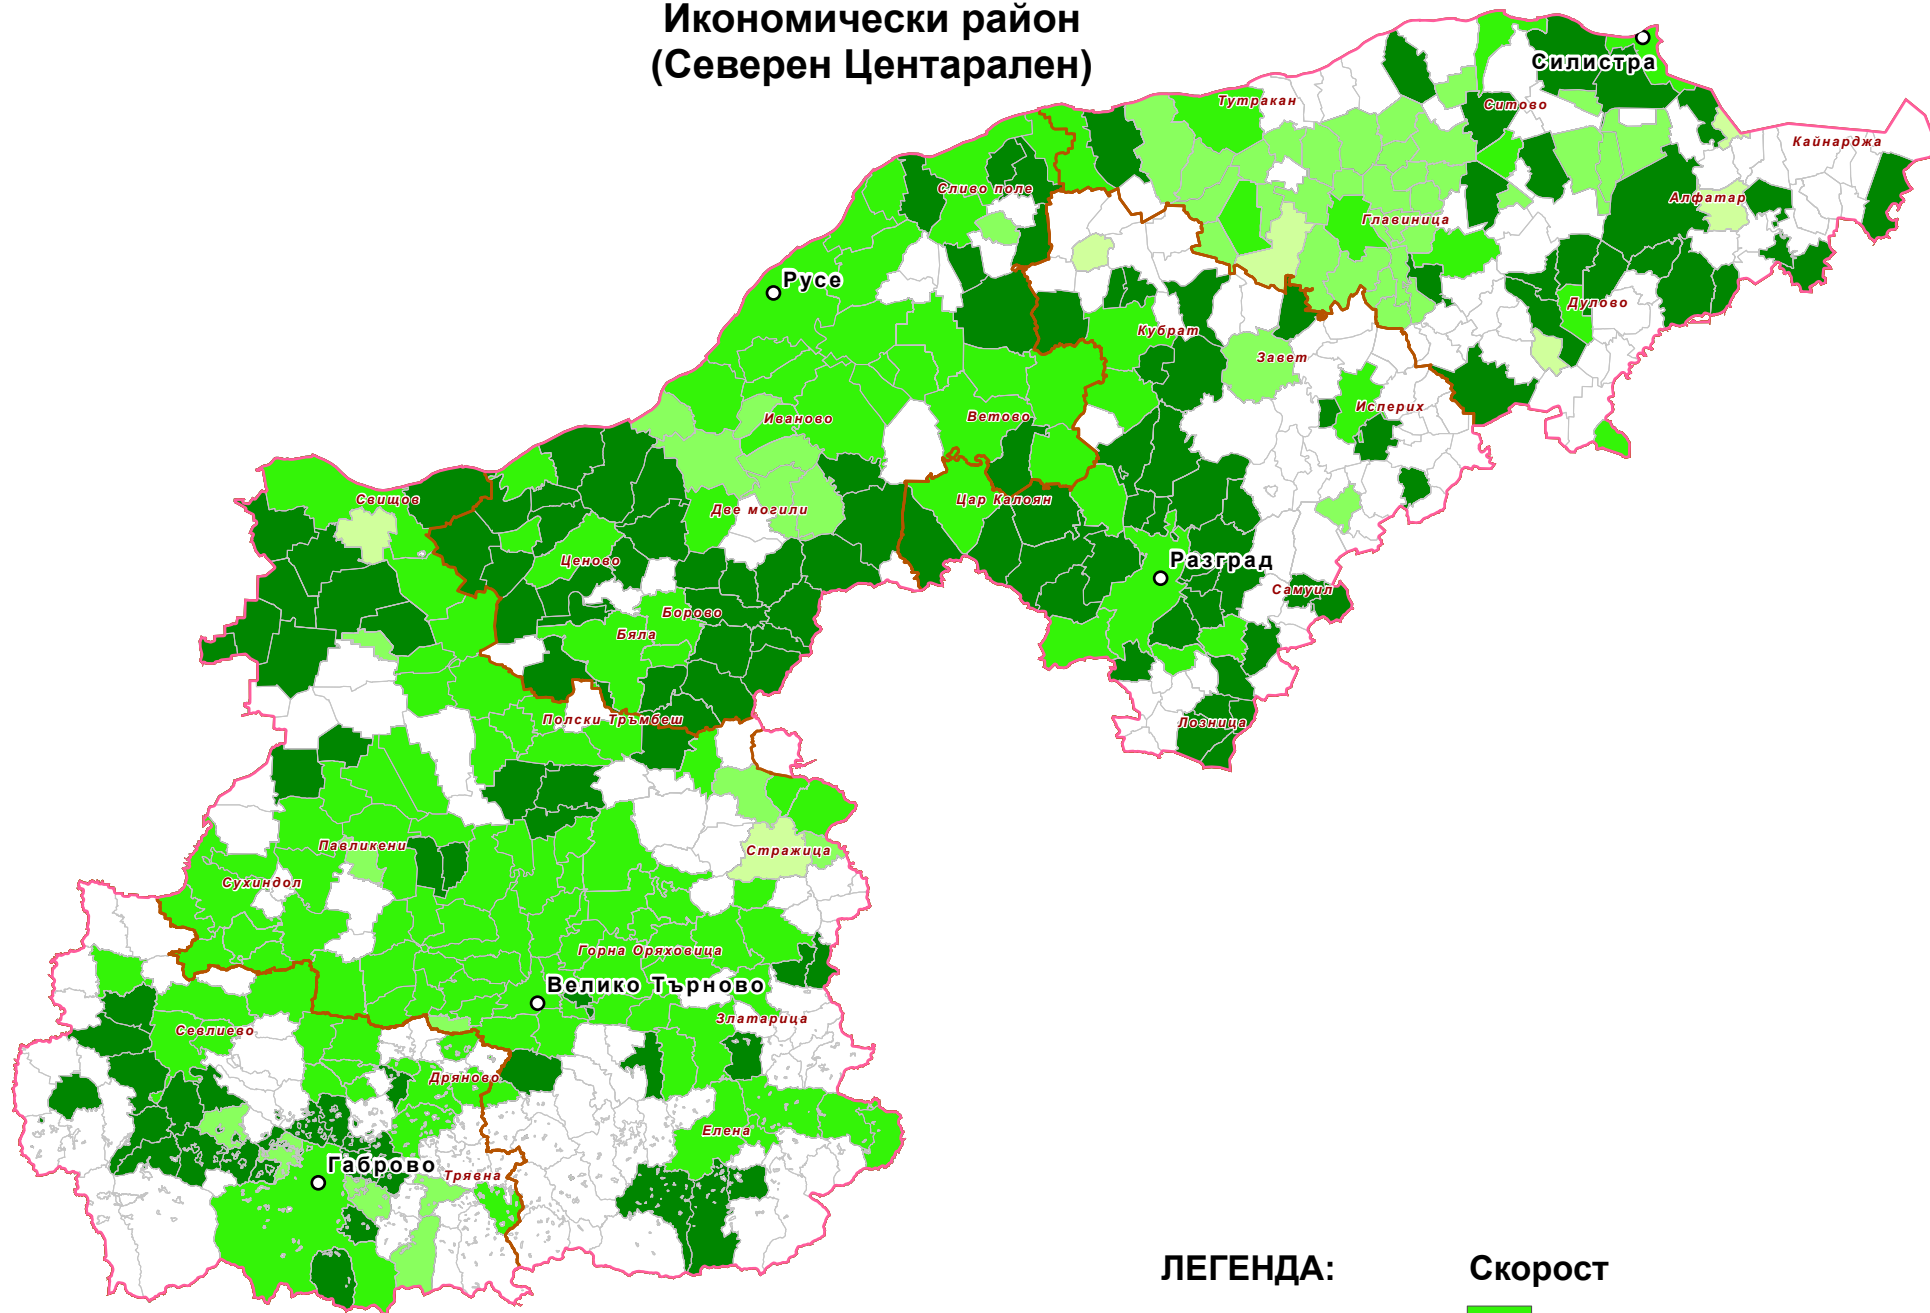 Икономически район
(Северен Центарален)
Силистра
Тутракан
Ситово
Кайнарджа
Сливо поле
Алфатар
Главиница
Русе
Дулово
Кубрат
Завет
Исперих
Иваново
Ветово
Свищов
Цар Калоян
Две могили
Ценово
Разград
Самуил
Борово
Бяла
Полски Тръмбеш
Лозница
Павликени
Стражица
Сухиндол
Горна Оряховица
Велико Търново
Златарица
Севлиево
Дряново
Елена
Габрово
Трявна
ЛЕГЕНДА:
Скорост